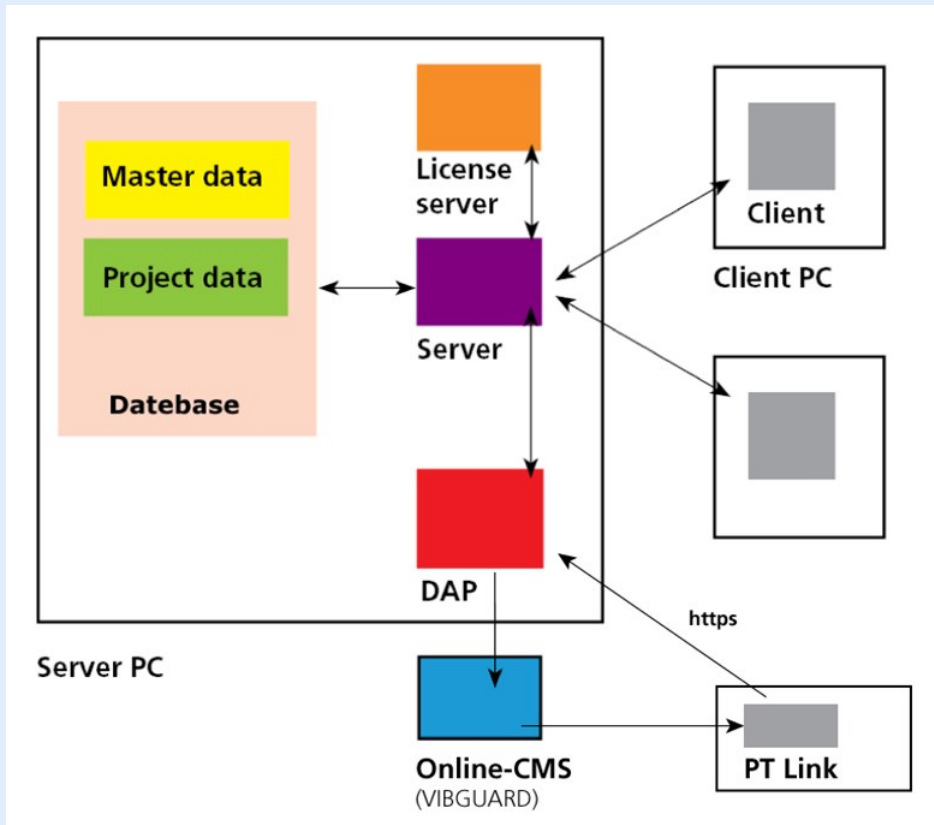 Master data
Project data
Datebase
License
server
Server
DAP
Server PC
Client
Client PC
https
Online-CMS
(VIBGUARD)
PT Link